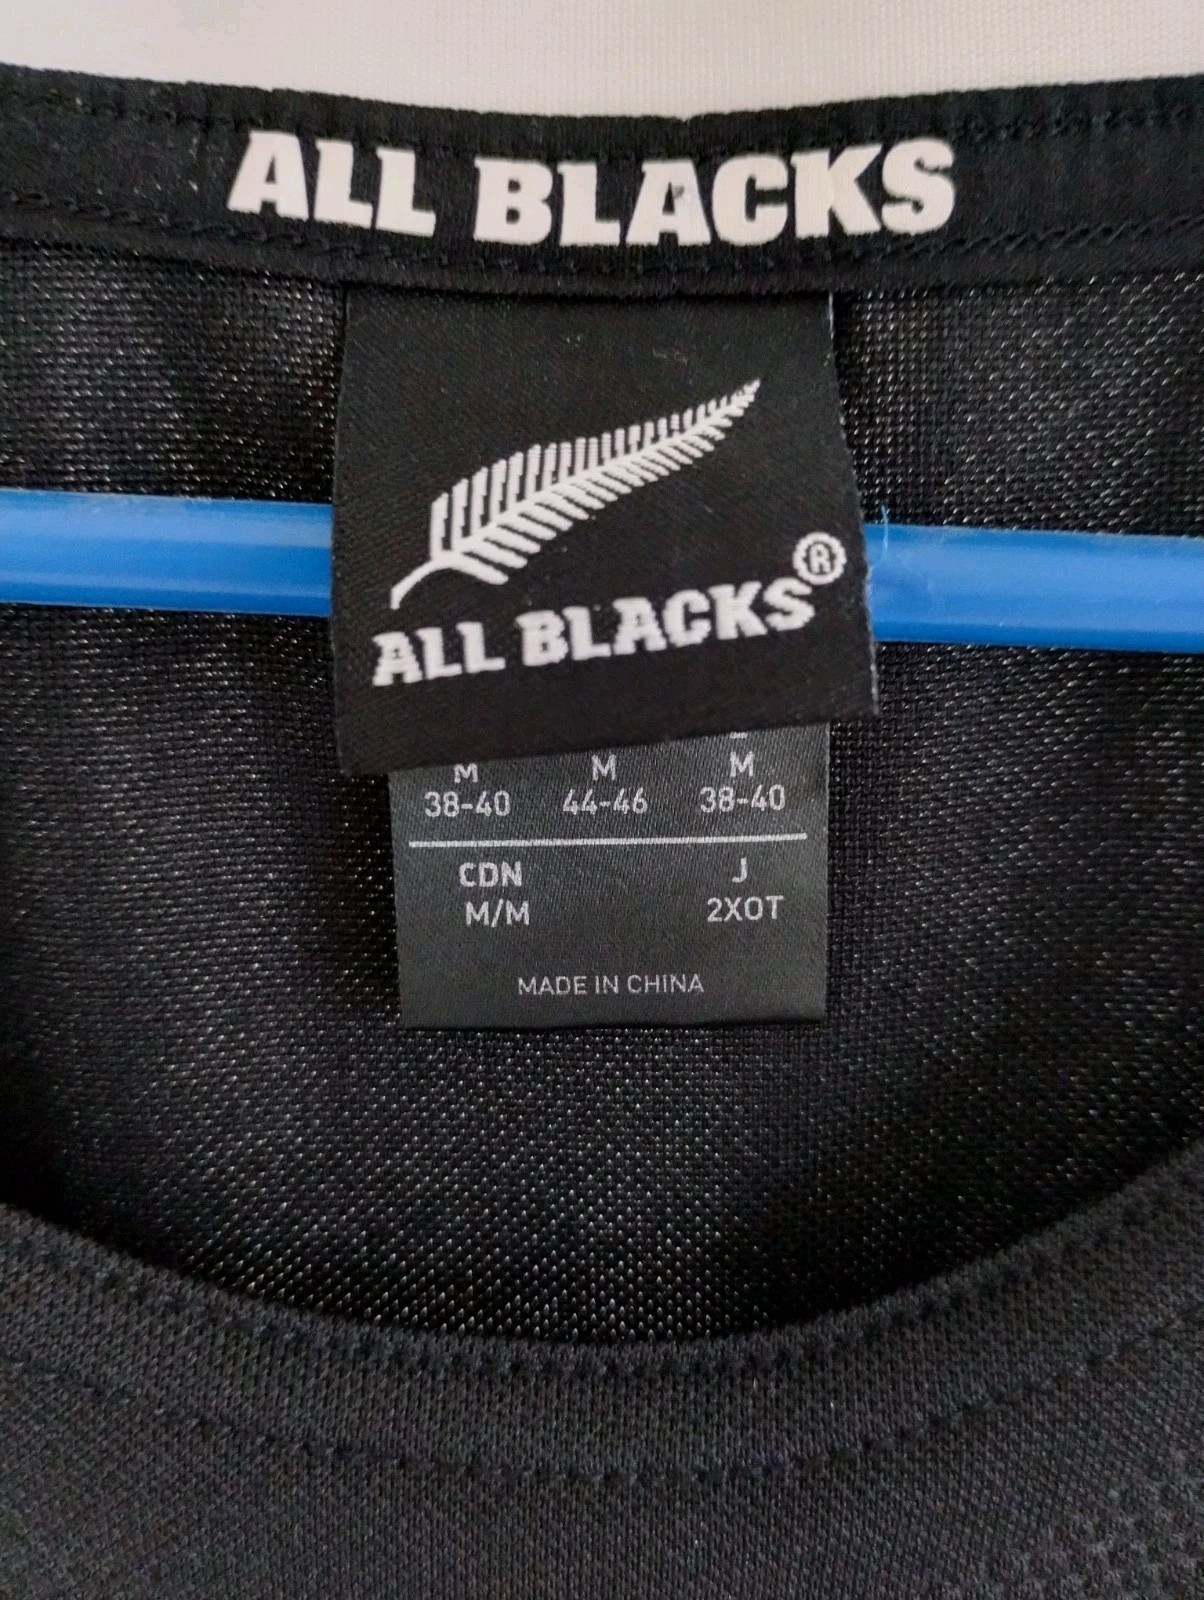 ALL BLACKS
ALL BLACKS®
M M M
38-40 44-46 38-40
CDN J
M/M 2XOT
MADE IN CHINA